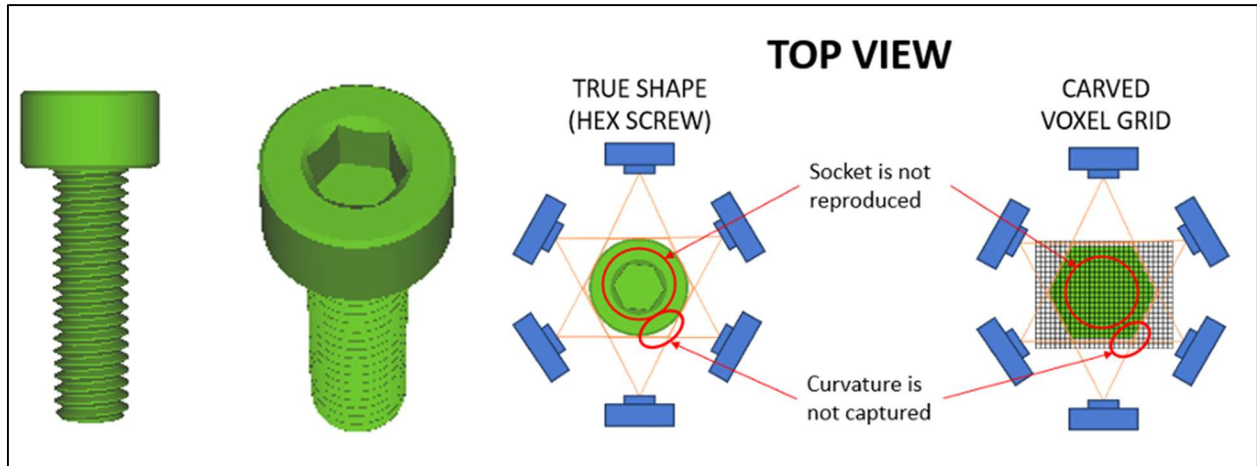 TOP VIEW
TRUE SHAPE
(HEX SCREW)
CARVED
VOXEL GRID
Socket is not
reproduced
Curvature is
not captured